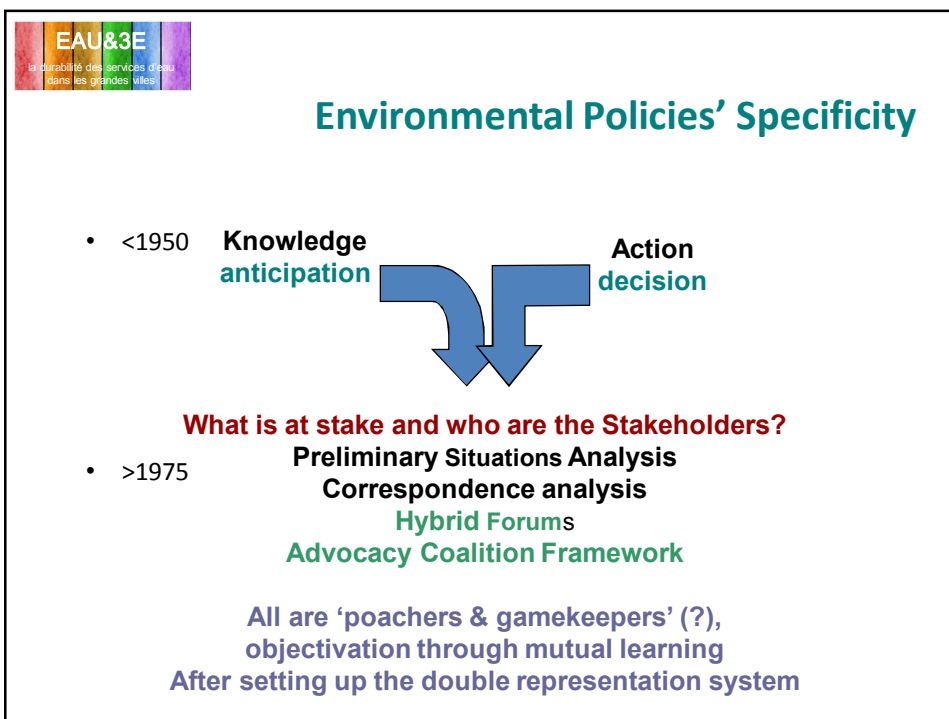 EAU&3E
la durabilité des services d'eau
dans les grandes villes
Environmental Policies' Specificity
• <1950 Knowledge
anticipation
Action
decision
What is at stake and who are the Stakeholders?
Preliminary Situations Analysis
• >1975
Correspondence analysis
Hybrid Forums
Advocacy Coalition Framework
All are 'poachers & gamekeepers' (?),
objectivation through mutual learning
After setting up the double representation system